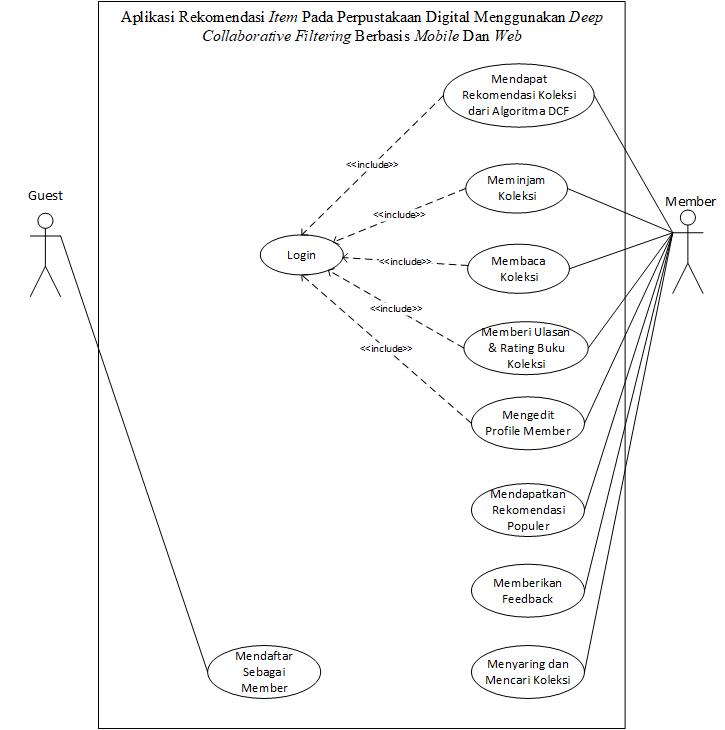 Aplikasi Rekomendasi Item Pada Perpustakaan Digital Menggunakan Deep
Collaborative Filtering Berbasis Mobile Dan Web
Mendapat
Rekomendasi Koleksi
dari Algoritma DCF
<<include>>
Guest
Meminjam
Koleksi
Member
<<include>>
Login
Membaca
Koleksi
<<include>>
<<include>>
Memberi Ulasan
& Rating Buku
Koleksi
<<include>>
Mengedit
Profile Member
Mendapatkan
Rekomendasi
Populer
Memberikan
Feedback
Mendaftar
Sebagai
Member
Menyaring dan
Mencari Koleksi